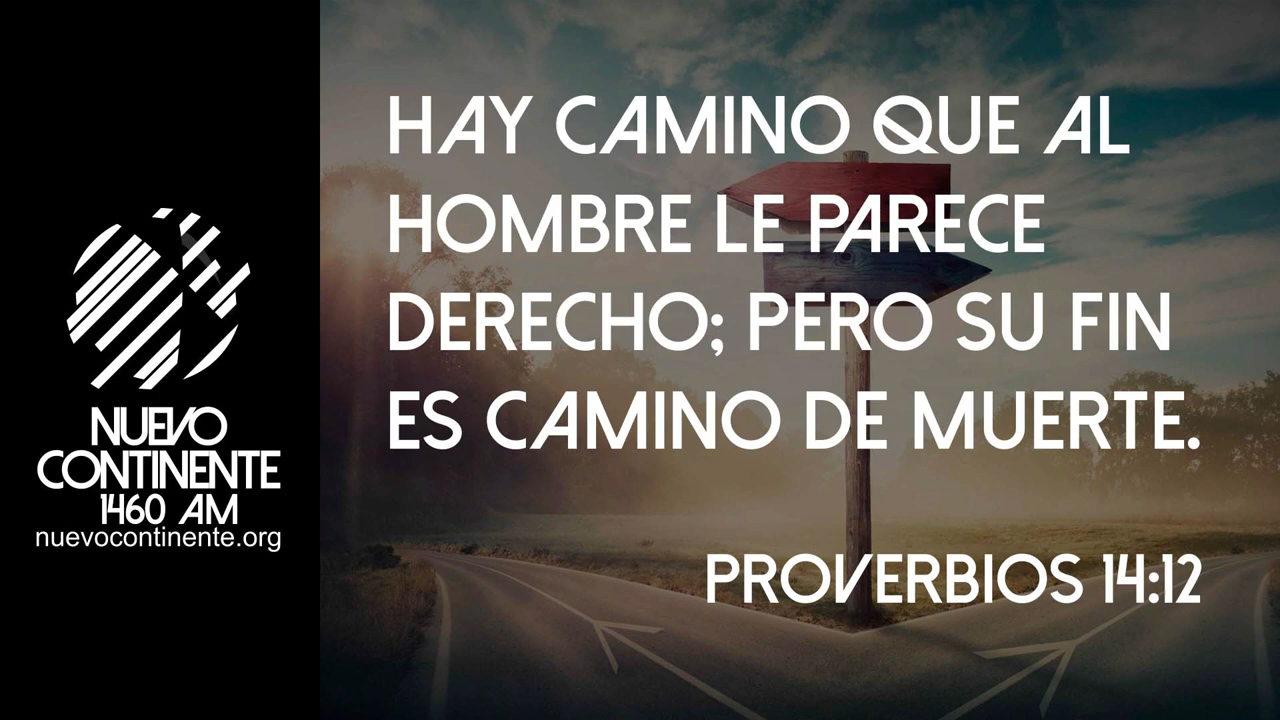 NUEVO
CONTINENTE
1460 AM
nuevocontinente.org
HAY CAMINO QUE AL
HOMBRE LE PARECE
DERECHO; PERO SU FIN
ES CAMINO DE MUERTE.
PROVERBIOS 14:12